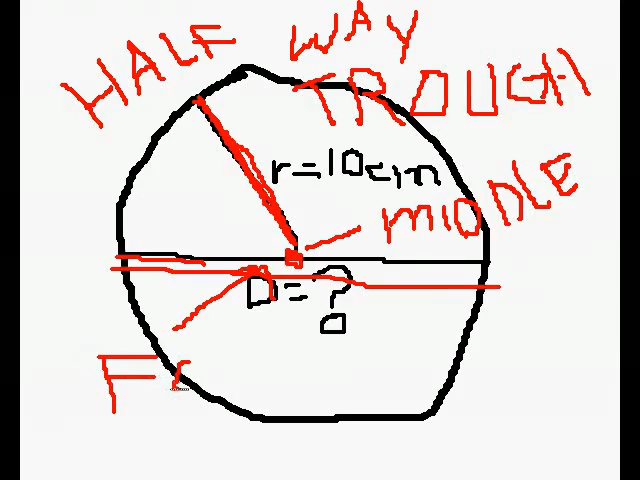 HALF WAY
TROUGH
r=10cm
MIDDLE
D=?